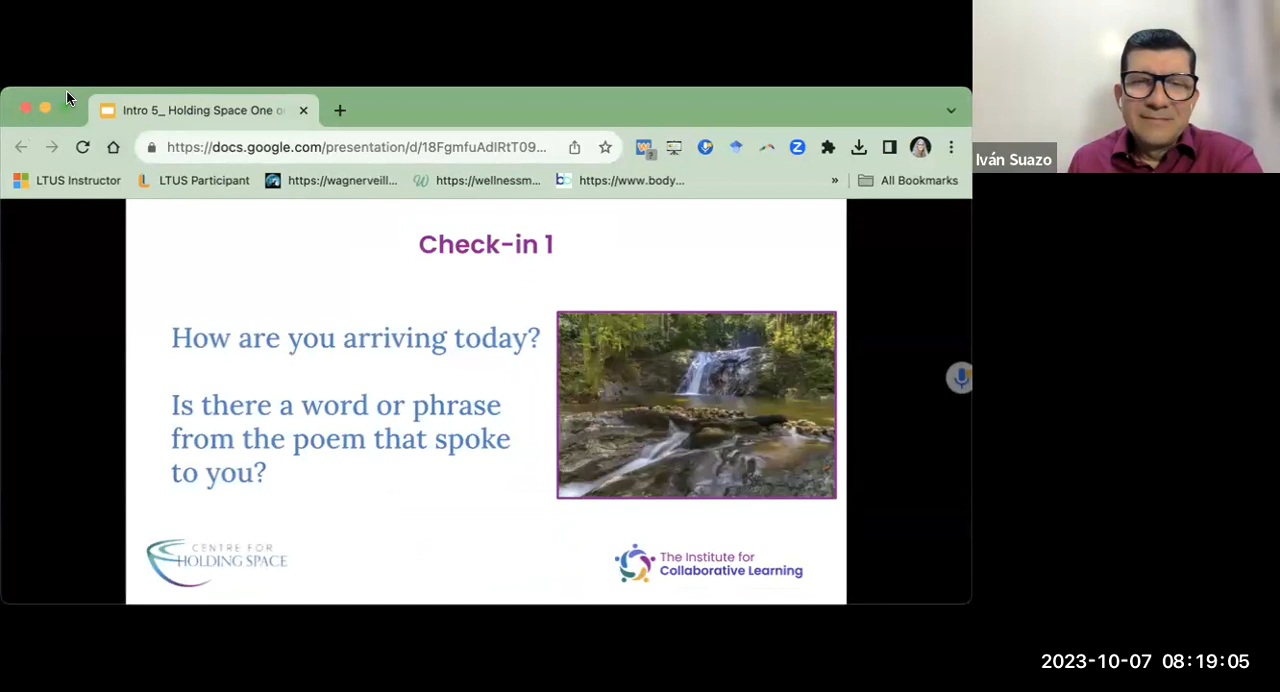 Intro 5_ Holding Space One o
https://docs.google.com/presentation/d/18FgmfuAdIRtT09...
LTUS Instructor
LTUS Participant
https://wagnerveill...
https://wellnessm...
https://www.body...
»
All Bookmarks
Iván Suazo
Check-in 1
How are you arriving today?
Is there a word or phrase
from the poem that spoke
to you?
CENTRE FOR
HOLDING SPACE
The Institute for
Collaborative Learning
2023-10-07 08:19:05